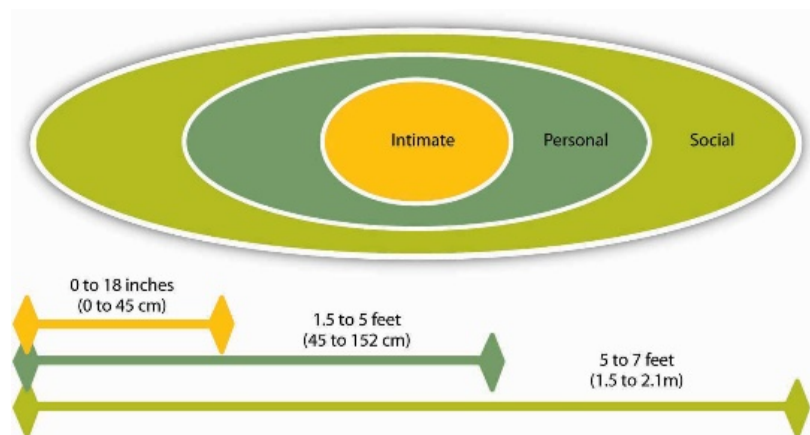 Intimate
Personal
Social
0 to 18 inches
(0 to 45 cm)
1.5 to 5 feet
(45 to 152 cm)
5 to 7 feet
(1.5 to 2.1m)